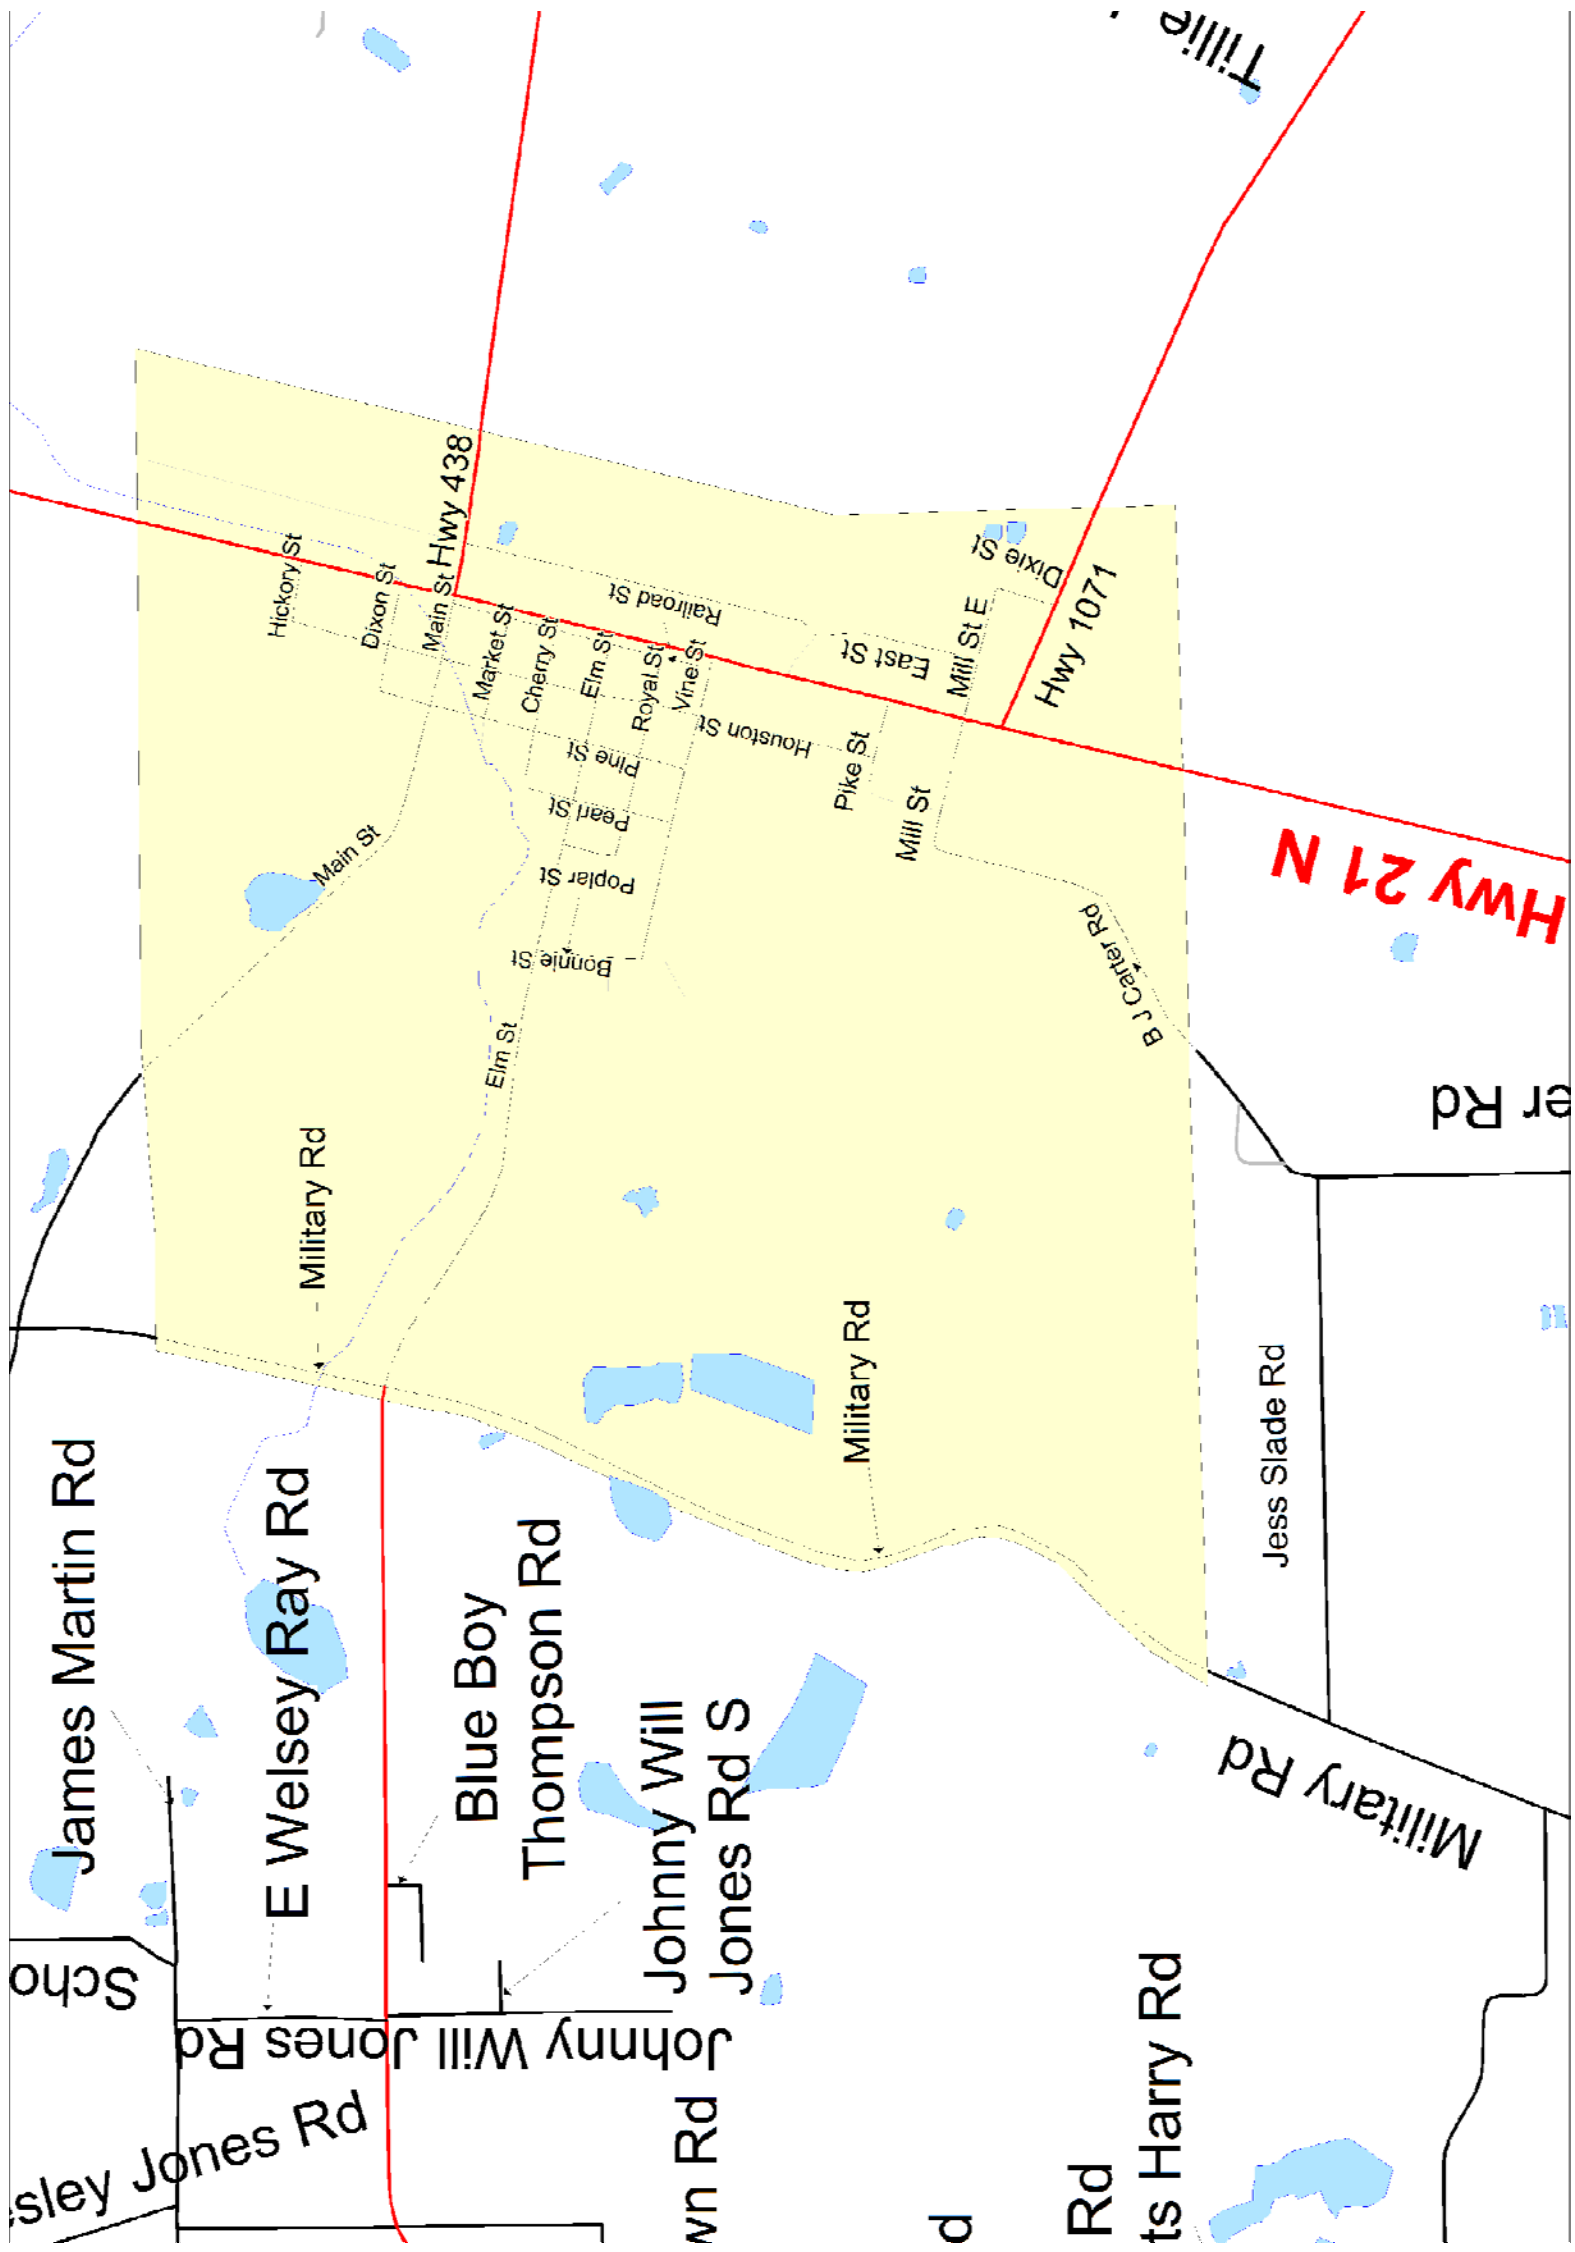 Tillie
Hwy 438
Hickory St
Dixon St
Main St
Market St
Cherry St
Elm St
Royal St
Vine St
Railroad St
East St
Dixie St
Mill St E
Hwy 1071
Houston St
Pine St
Pearl St
Poplar St
Bonnie St
Pike St
Mill St
Main St
Hwy 21 N
B J Carter Rd
Elm St
er Rd
Military Rd
Military Rd
Jess Slade Rd
James Martin Rd
E Welsey Ray Rd
Blue Boy
Thompson Rd
Johnny Will
Jones Rd S
Military Rd
Scho
Johnny Will Jones Rd
esley Jones Rd
wn Rd
d
Rd
ts Harry Rd